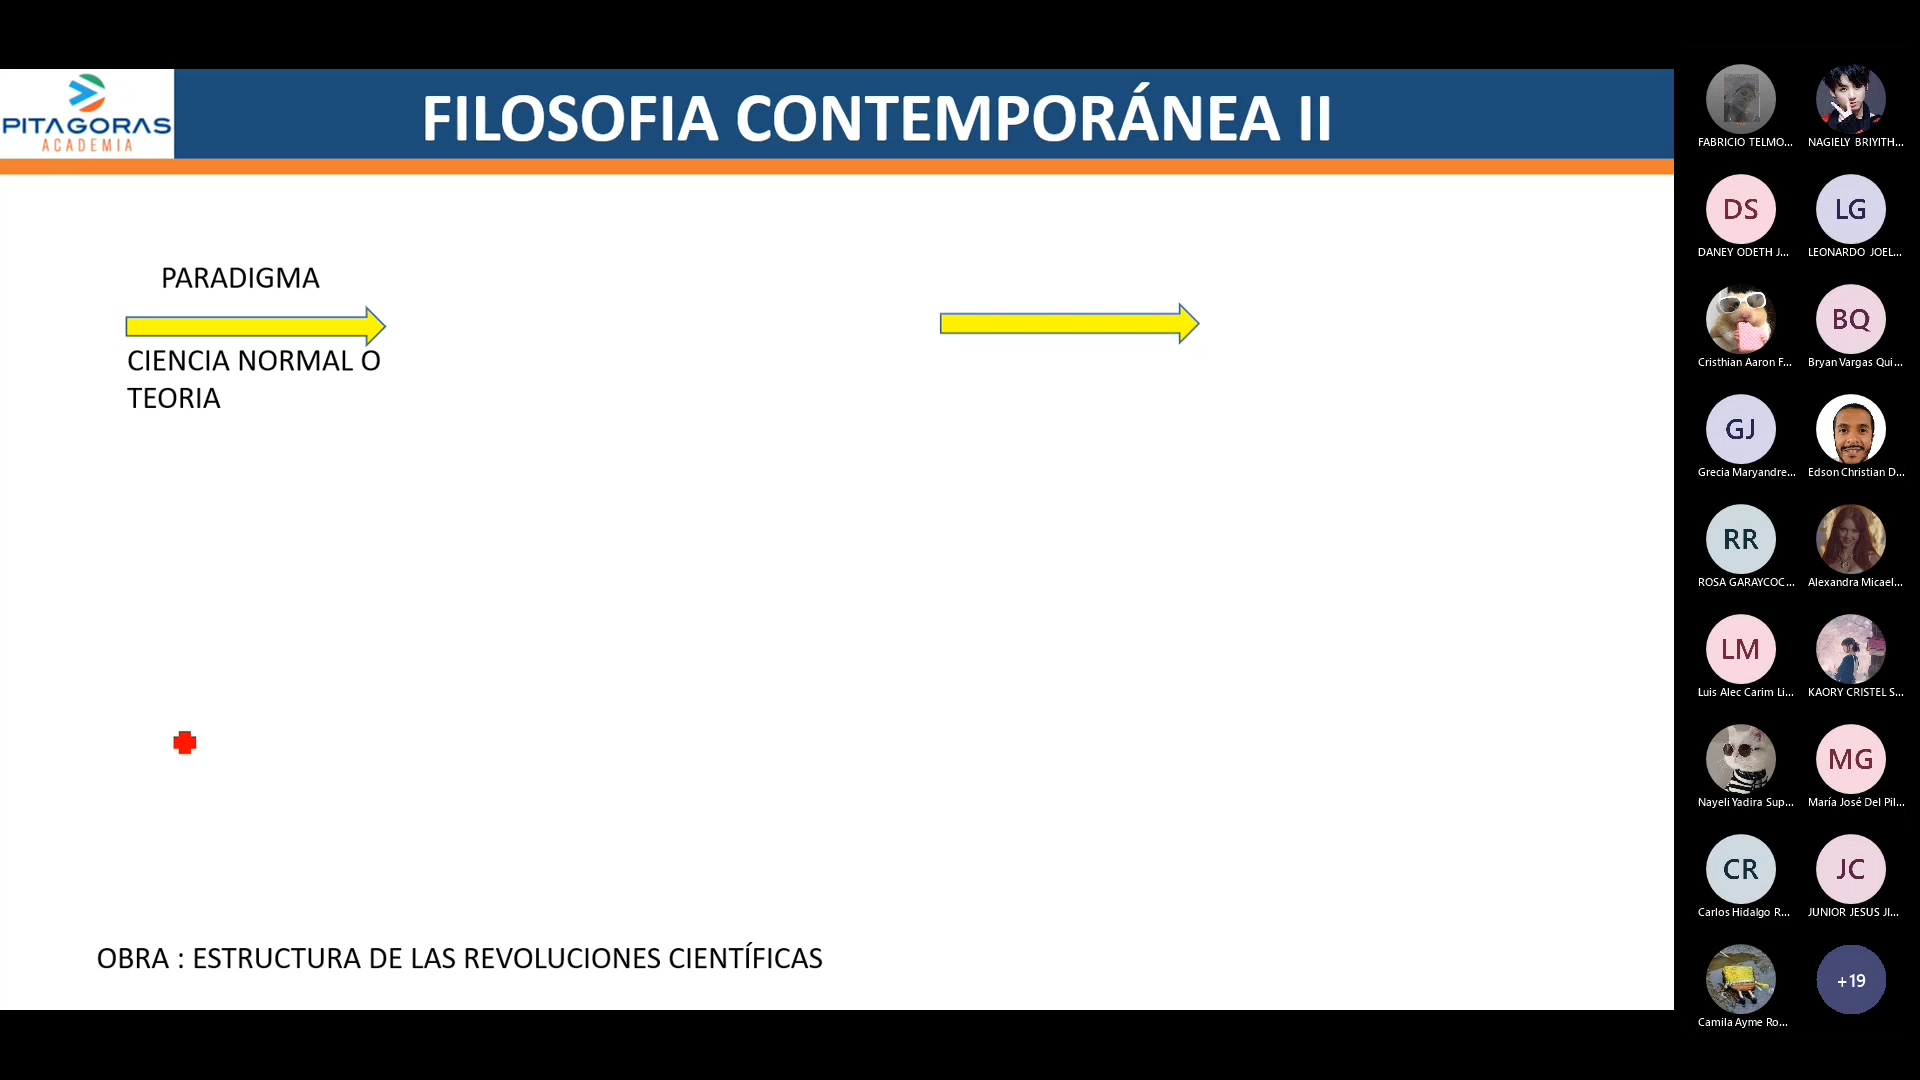 PITAGORAS
ACADEMIA
FILOSOFIA CONTEMPORÁNEA II
PARADIGMA
CIENCIA NORMAL O
TEORIA
OBRA : ESTRUCTURA DE LAS REVOLUCIONES CIENTÍFICAS
FABRICIO TELMO...
NAGIELY BRIYITH...
DS
LG
DANEY ODETH J...
LEONARDO JOEL...
BQ
Cristhian Aaron F...
Bryan Vargas Qui...
GJ
Grecia Maryandre...
Edson Christian D...
RR
ROSA GARAYCOC...
Alexandra Micael...
LM
Luis Alec Carim Li...
KAORY CRISTEL S...
MG
Nayeli Yadira Sup...
María José Del Pil...
CR
JC
Carlos Hidalgo R...
JUNIOR JESUS JI...
+19
Camila Ayme Ro...